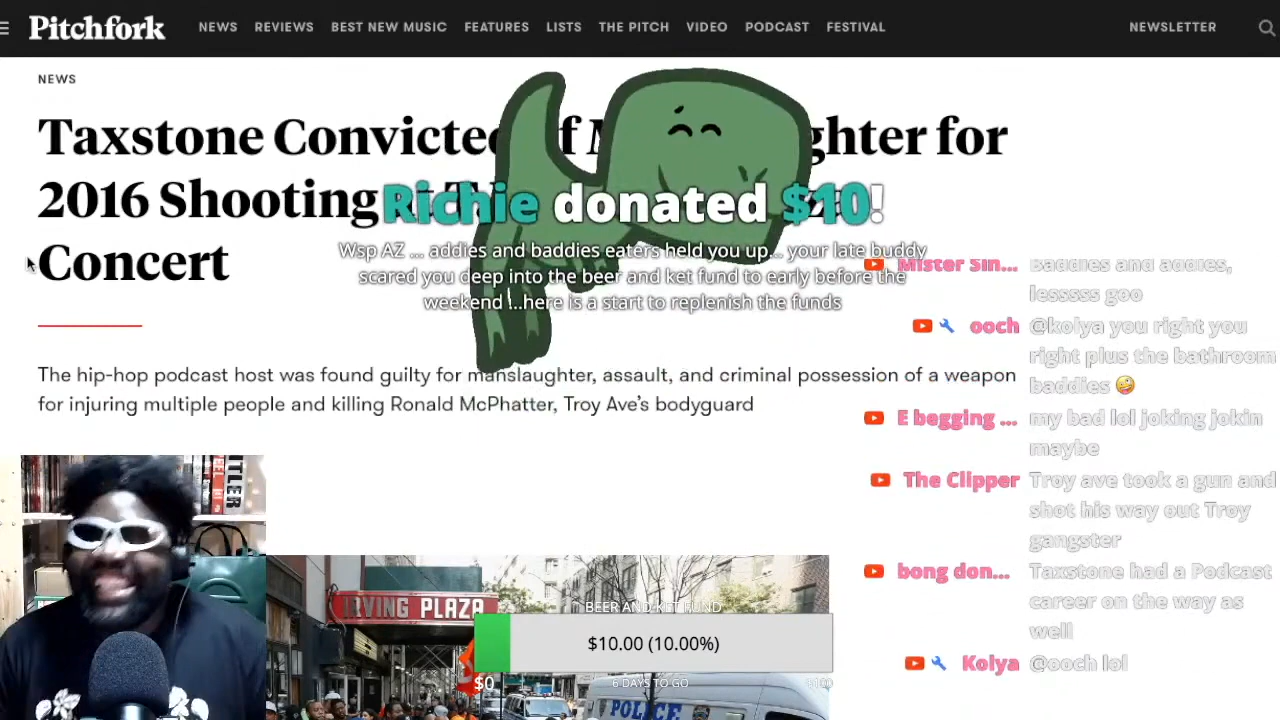 Pitchfork
NEWS REVIEWS BEST NEW MUSIC FEATURES LISTS THE PITCH VIDEO PODCAST FESTIVAL NEWSLETTER
NEWS
Taxstone Convicted of M ghter for
2016 Shooting
Concert
Richie donated $10!
Wsp AZ ... addies and baddies eaters held you up... your late buddy
scared you deep into the beer and ket fund to early before the
weekend !...here is a start to replenish the funds
The hip-hop podcast host was found guilty for manslaughter, assault, and criminal possession of a weapon
for injuring multiple people and killing Ronald McPhatter, Troy Ave's bodyguard
Mister Sin... Baddies and addies,
lesssss goo
ooch @kolya you right you
right plus the bathroom
baddies 🤪
E begging ... my bad lol joking jokin
maybe
The Clipper Troy ave took a gun and
shot his way out Troy
gangster
bong don... Taxstone had a Podcast
career on the way as
well
Kolya @ooch lol
IRVING PLAZA
BEER AND KET FUND
$10.00 (10.00%)
$0 6 DAYS TO GO $100
POLICE